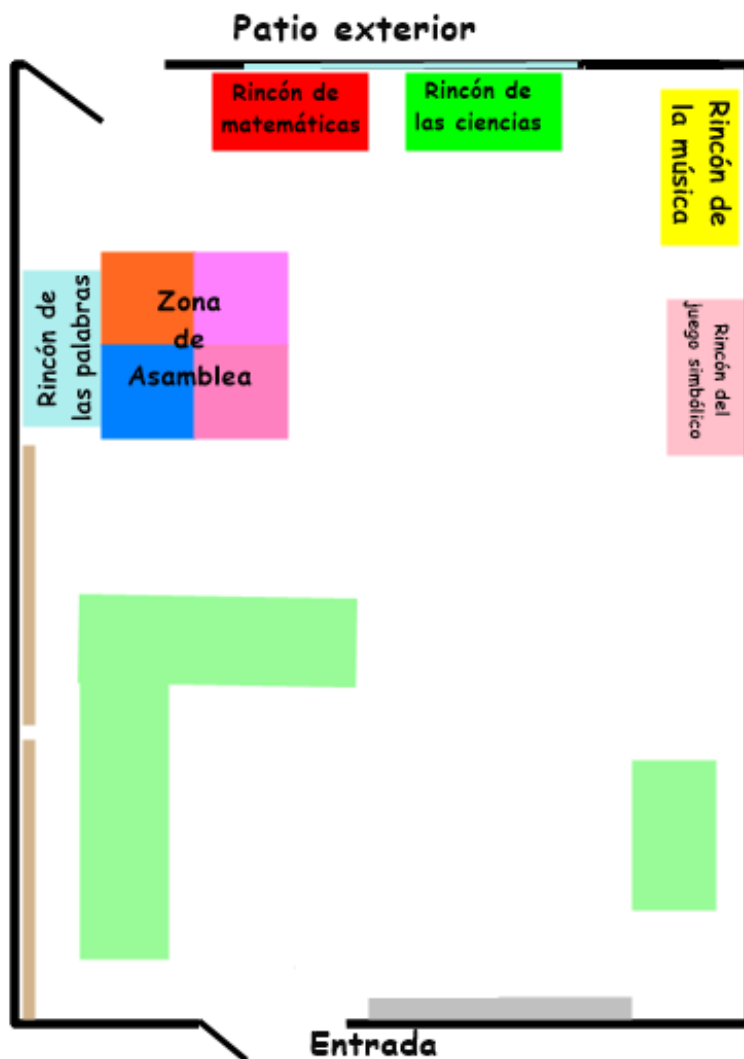 Patio exterior
Rincón de
matemáticas
Rincón de
las ciencias
Rincón de
la música
Rincón de
las palabras
Zona
de
Asamblea
Rincón del
juego simbólico
Entrada